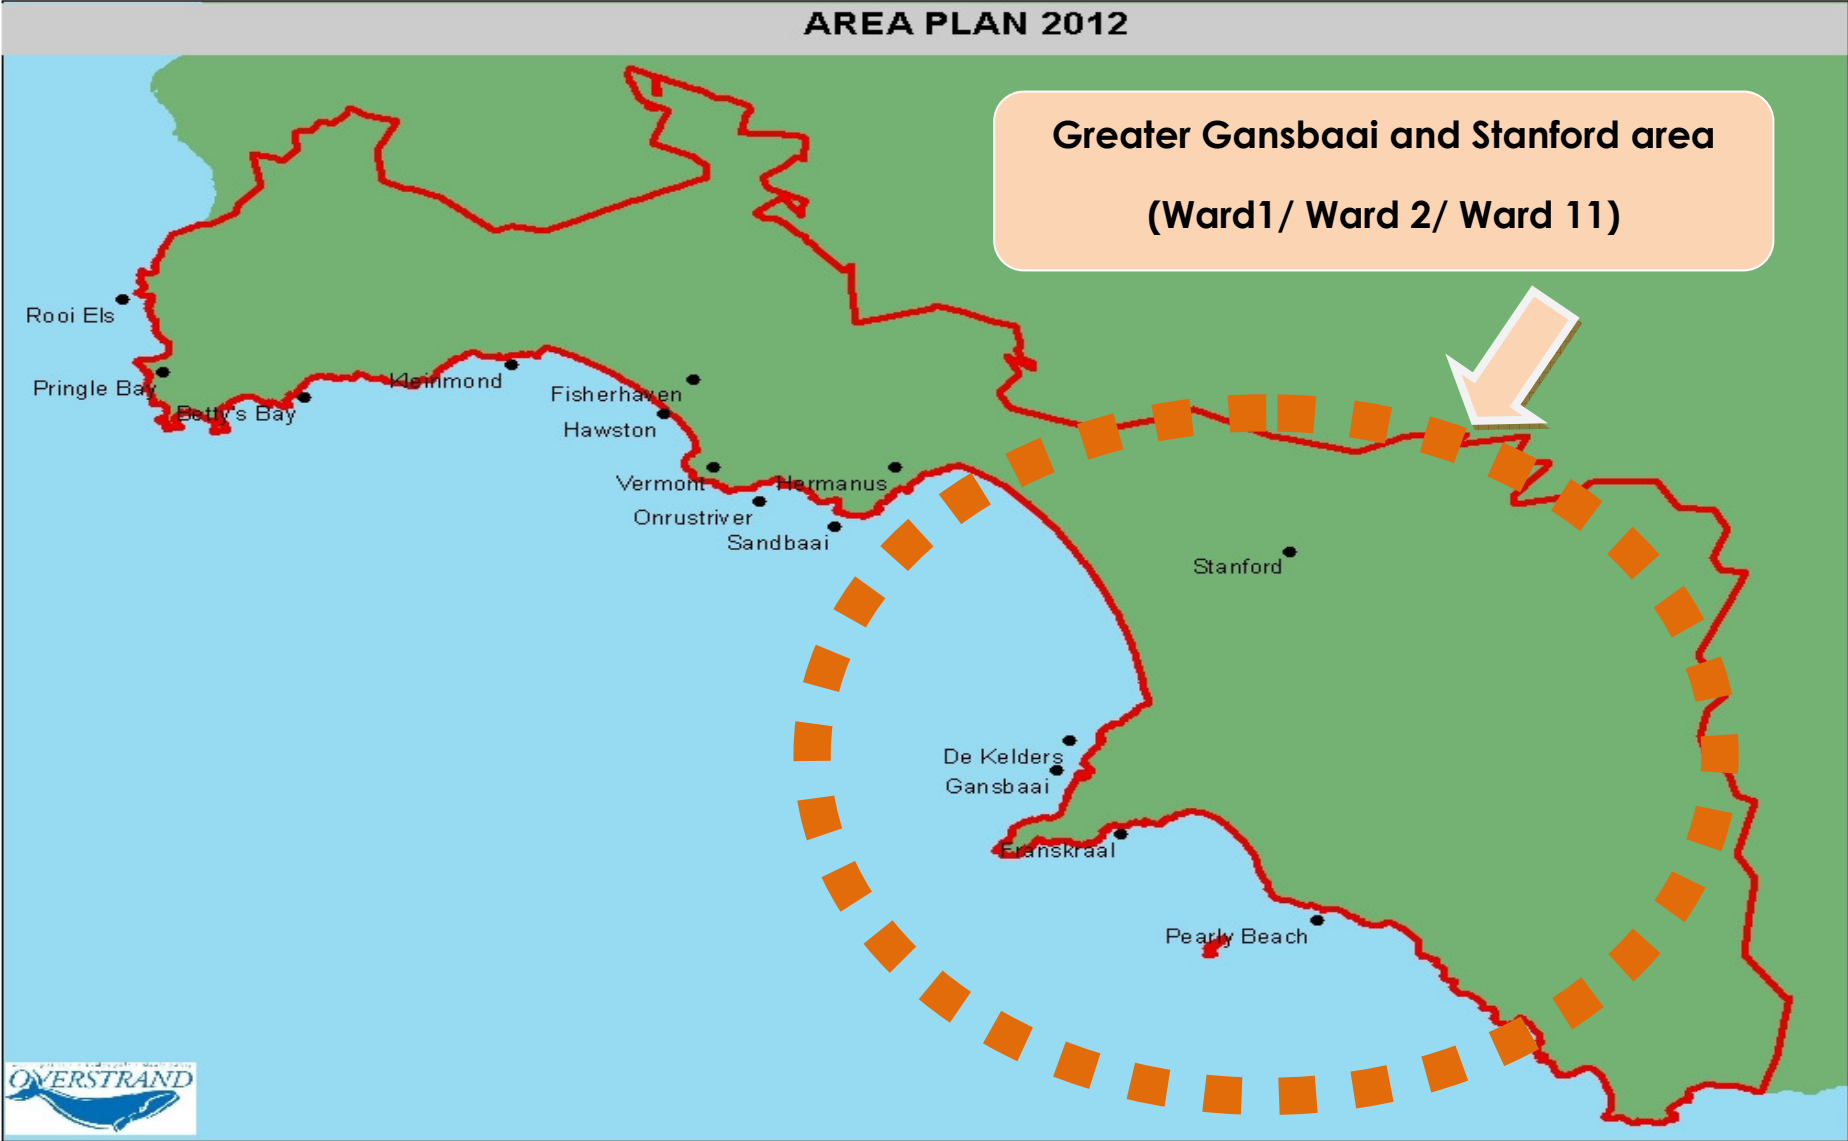 AREA PLAN 2012
Greater Gansbaai and Stanford area
(Ward1/ Ward 2/ Ward 11)
Rooi Els
Pringle Bay
Betty's Bay
Kleinmond
Fisherhaven
Hawston
Vermont
Hermanus
Onrustriver
Sandbaai
Stanford
De Kelders
Gansbaai
Franskraal
Pearly Beach
OVERSTRAND